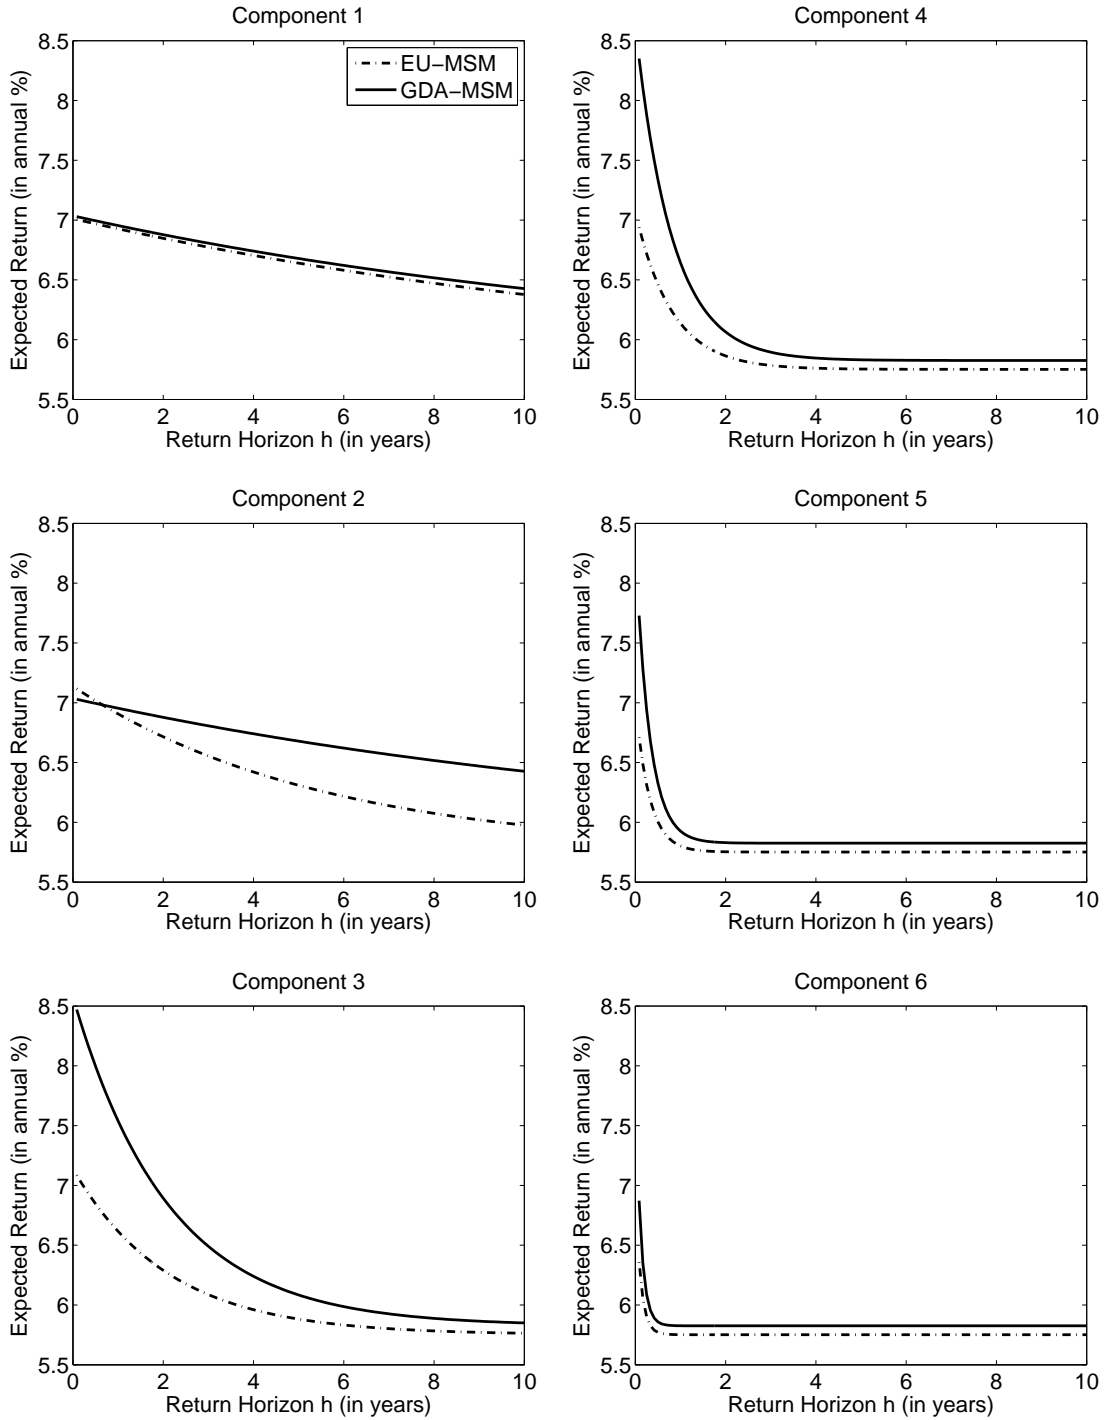 Component 1
8.5
8
7.5
7
6.5
6
5.5
0 2 4 6 8 10
Expected Return (in annual %)
Return Horizon h (in years)
EU−MSM
GDA−MSM
Component 4
8.5
8
7.5
7
6.5
6
5.5
0 2 4 6 8 10
Expected Return (in annual %)
Return Horizon h (in years)
Component 2
8.5
8
7.5
7
6.5
6
5.5
0 2 4 6 8 10
Expected Return (in annual %)
Return Horizon h (in years)
Component 5
8.5
8
7.5
7
6.5
6
5.5
0 2 4 6 8 10
Expected Return (in annual %)
Return Horizon h (in years)
Component 3
8.5
8
7.5
7
6.5
6
5.5
0 2 4 6 8 10
Expected Return (in annual %)
Return Horizon h (in years)
Component 6
8.5
8
7.5
7
6.5
6
5.5
0 2 4 6 8 10
Expected Return (in annual %)
Return Horizon h (in years)